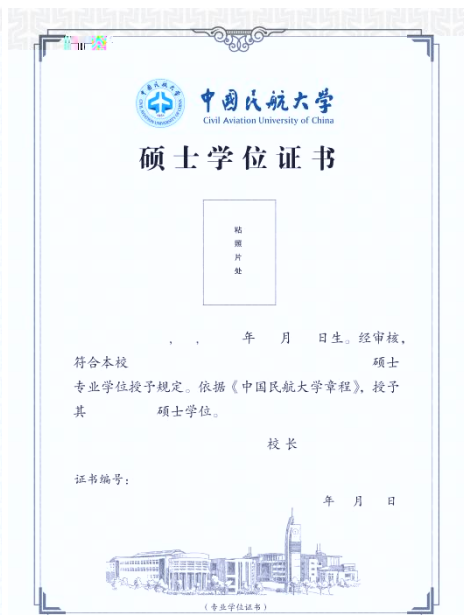 中国民航大学
Civil Aviation University of China
硕士学位证书
粘
照
片
处
， ， 年 月 日生。经审核，
符合本校 硕士
专业学位授予规定。依据《中国民航大学章程》，授予
其 硕士学位。
校长
证书编号：
年 月 日
（专业学位证书）